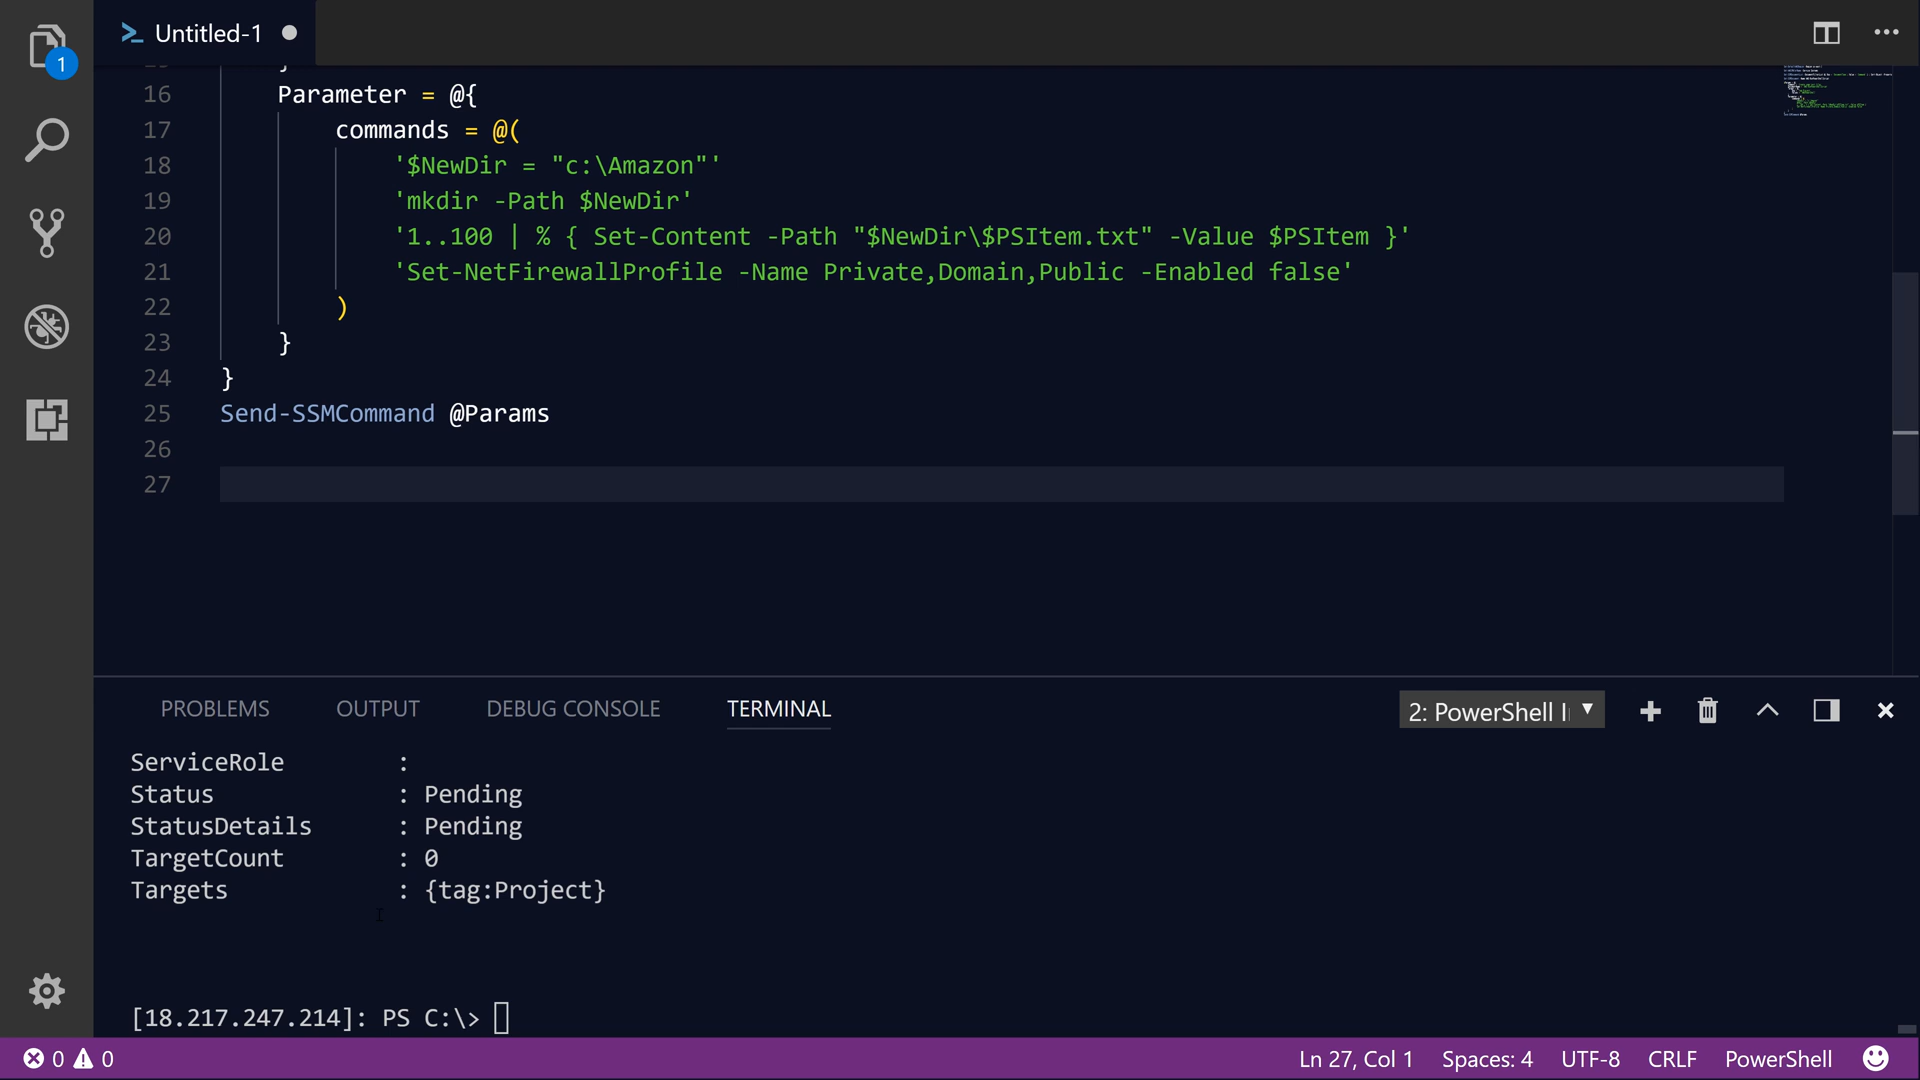 1
Untitled-1
16 Parameter = @{
17 commands = @(
18 '$NewDir = "c:\Amazon"'
19 'mkdir -Path $NewDir'
20 '1..100 | % { Set-Content -Path "$NewDir\$PSItem.txt" -Value $PSItem }'
21 'Set-NetFirewallProfile -Name Private,Domain,Public -Enabled false'
22 )
23 }
24 }
25 Send-SSMCommand @Params
26
27
PROBLEMS OUTPUT DEBUG CONSOLE TERMINAL 2: PowerShell
ServiceRole :
Status : Pending
StatusDetails : Pending
TargetCount : 0
Targets : {tag:Project}
[18.217.247.214]: PS C:\>
0 0 Ln 27, Col 1 Spaces: 4 UTF-8 CRLF PowerShell